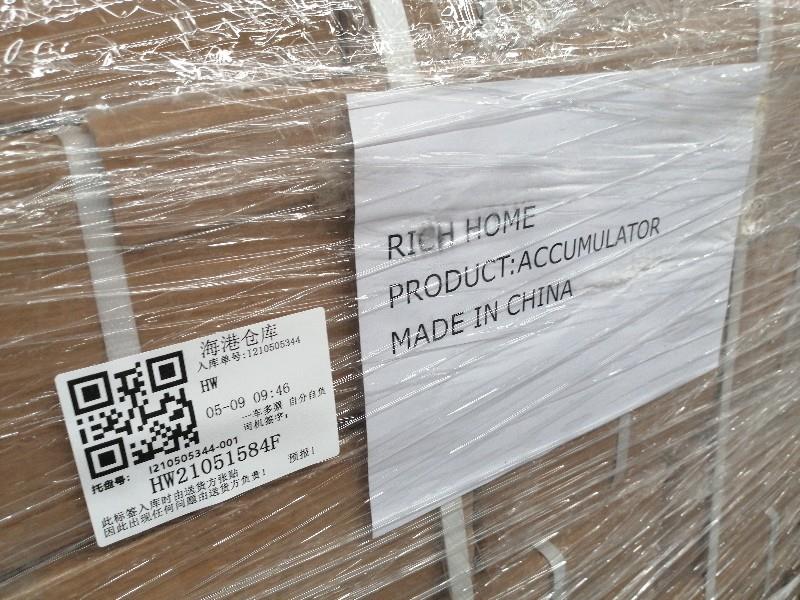 RICH HOME
PRODUCT:ACCUMULATOR
MADE IN CHINA
海港仓库
入库单号:I210505344
HW
05-09 09:46
一车多票 自分自负
司机签字:
I210505344-001
托盘号: HW21051584F
预报!
此标签入库时由送货方张贴
因此出现任何问题由送货方负责!